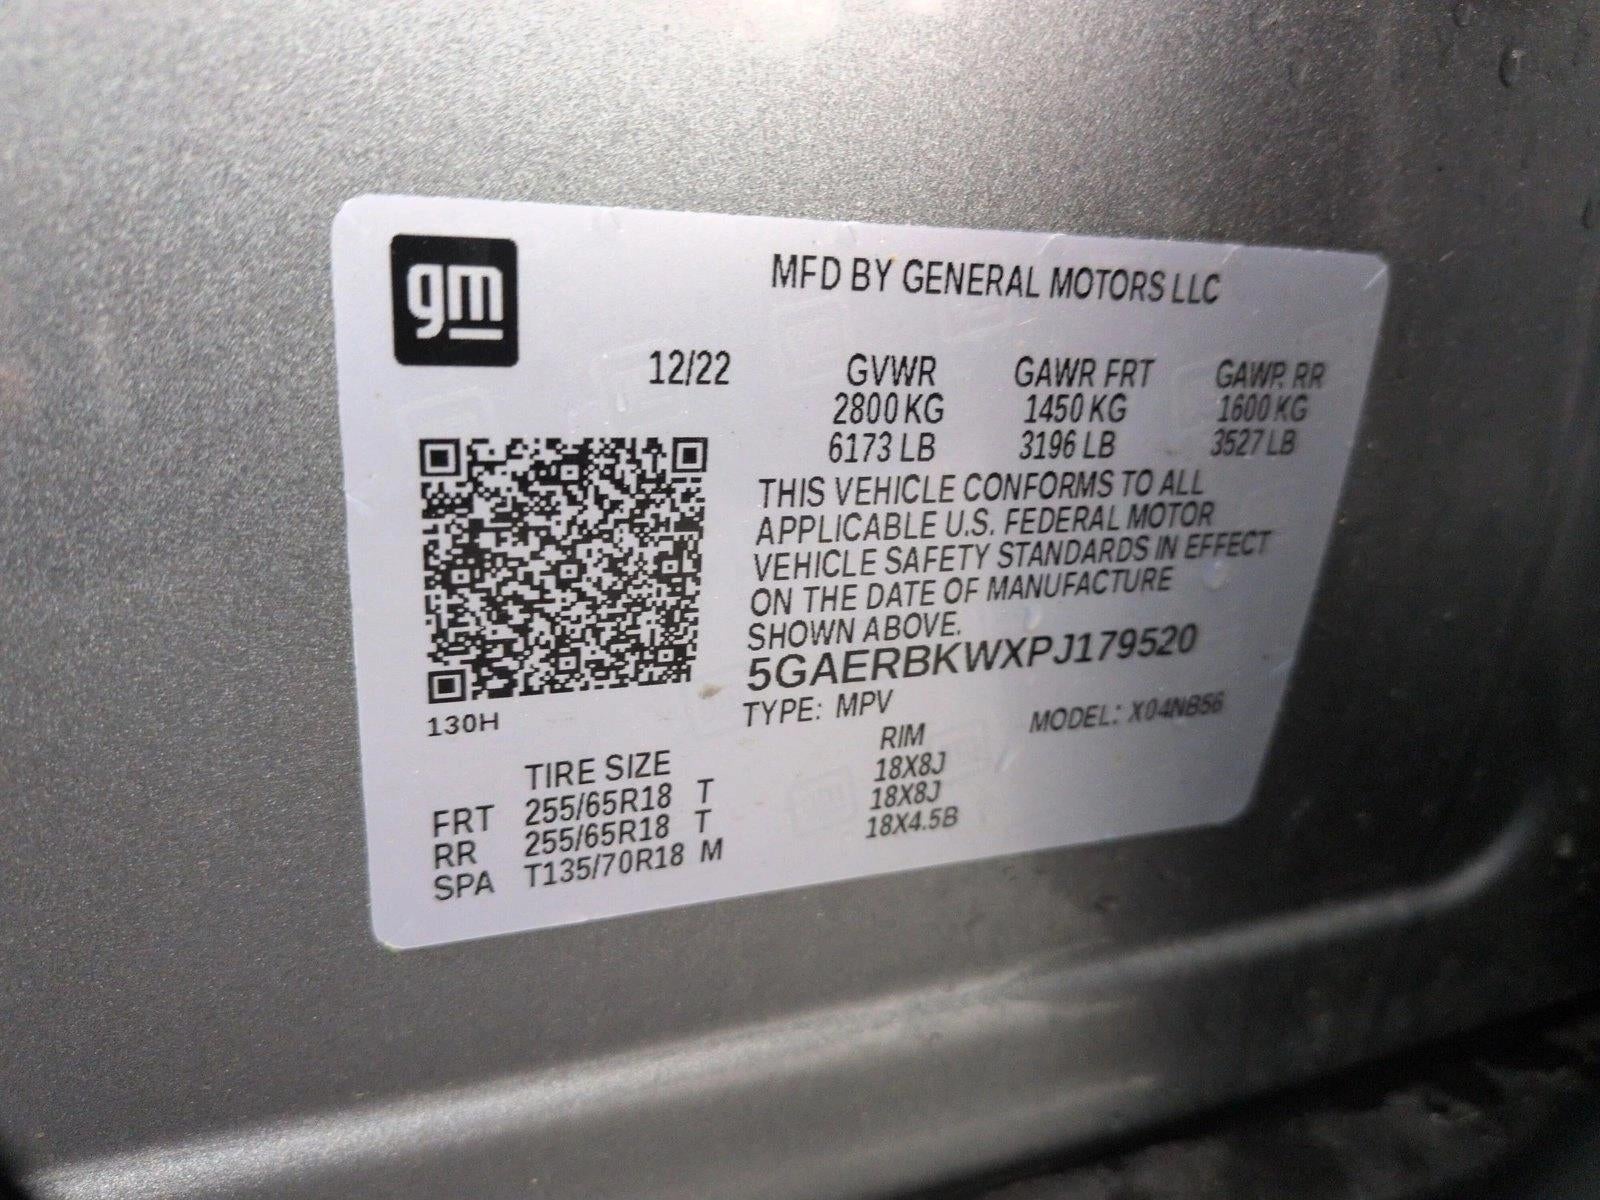 gm
MFD BY GENERAL MOTORS LLC
12/22 GVWR GAWR FRT GAWR RR
2800 KG 1450 KG 1600 KG
6173 LB 3196 LB 3527 LB
THIS VEHICLE CONFORMS TO ALL
APPLICABLE U.S. FEDERAL MOTOR
VEHICLE SAFETY STANDARDS IN EFFECT
ON THE DATE OF MANUFACTURE
SHOWN ABOVE.
5GAERBKWXPJ179520
TYPE: MPV MODEL: X04NB56
130H
TIRE SIZE RIM
FRT 255/65R18 T 18X8J
RR 255/65R18 T 18X8J
SPA T135/70R18 M 18X4.5B